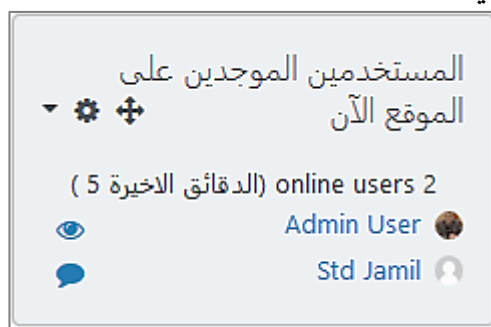 المستخدمين الموجدين على
الموقع الآن
2 online users (الدقائق الاخيرة 5 )
Admin User
Std Jamil